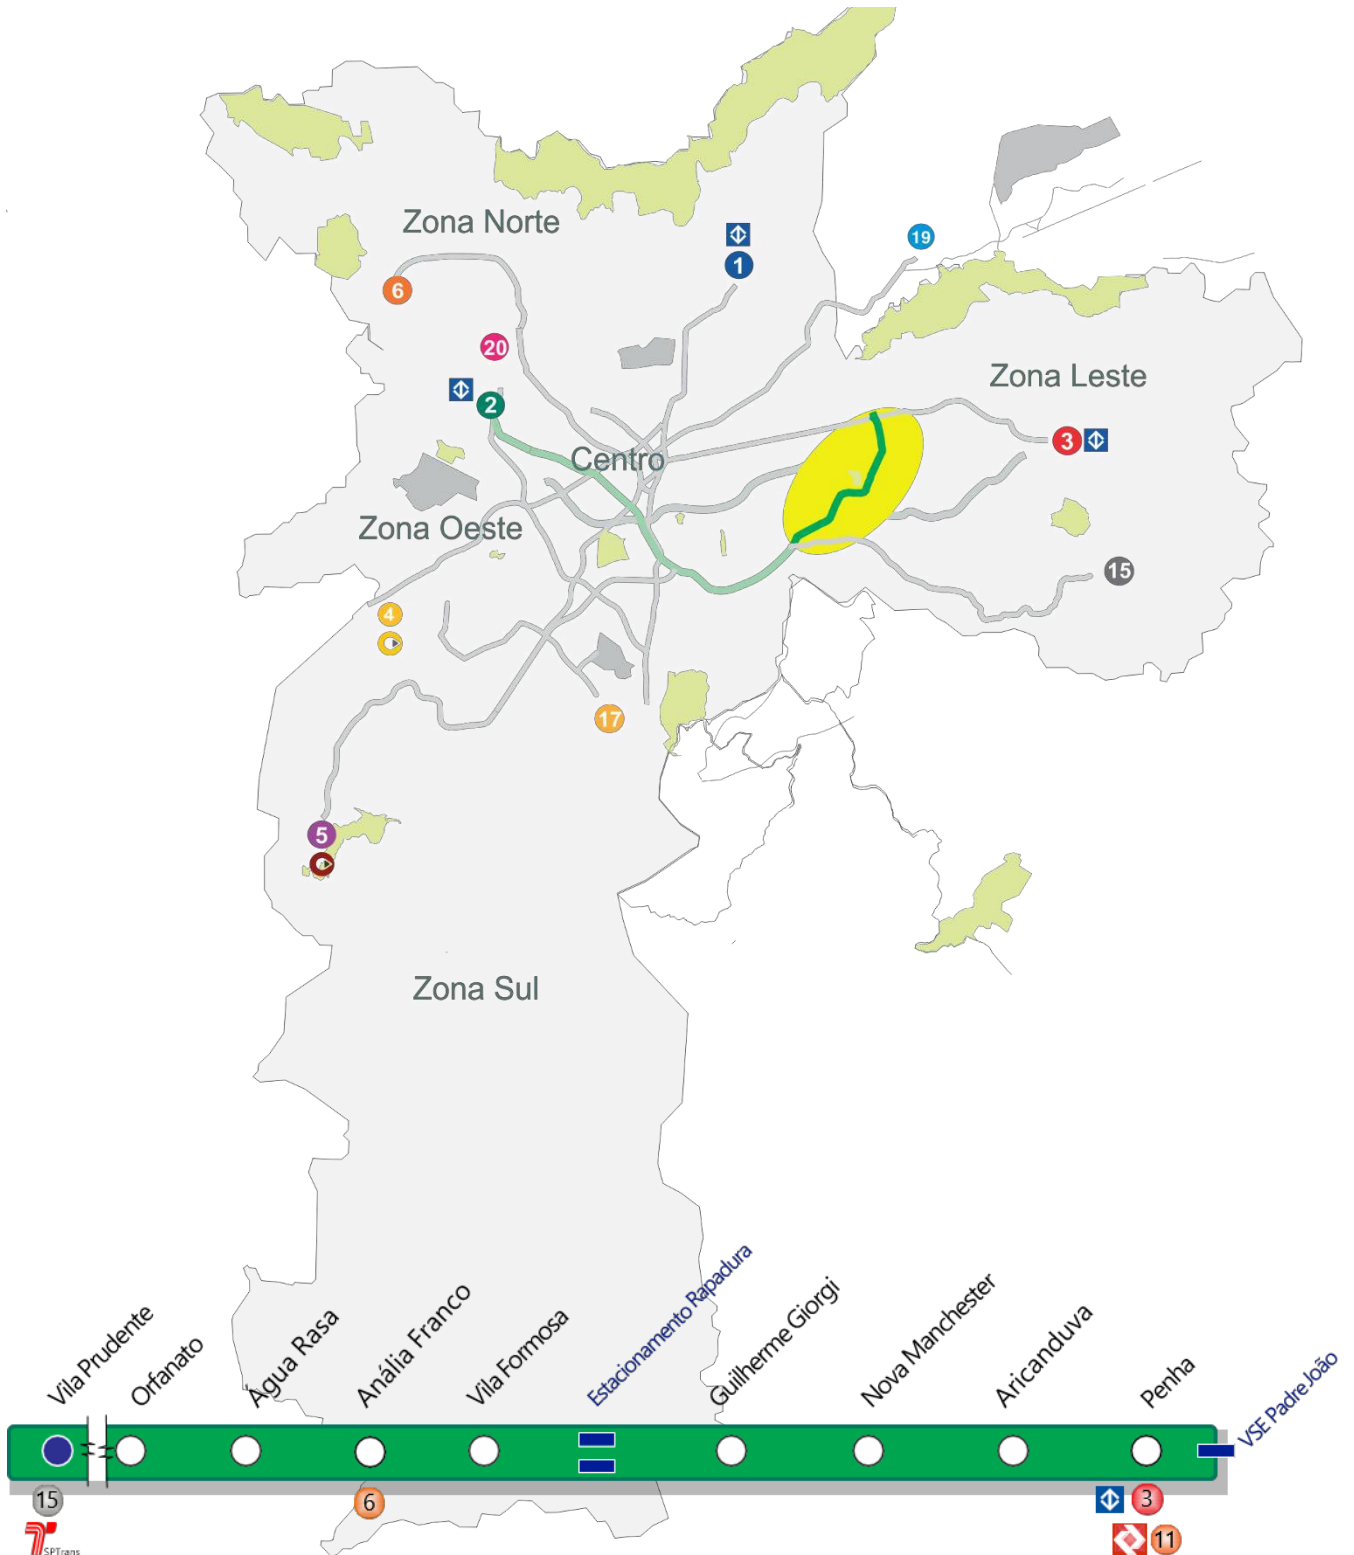 Zona Norte
1
19
6
20
Zona Leste
2
3
Centro
Zona Oeste
15
4
17
5
Zona Sul
Vila Prudente
Orfanato
Água Rasa
Anália Franco
Vila Formosa
Estacionamento Rapadura
Guilherme Giorgi
Nova Manchester
Aricanduva
Penha
VSE Padre João
15
6
3
SPTrans
11